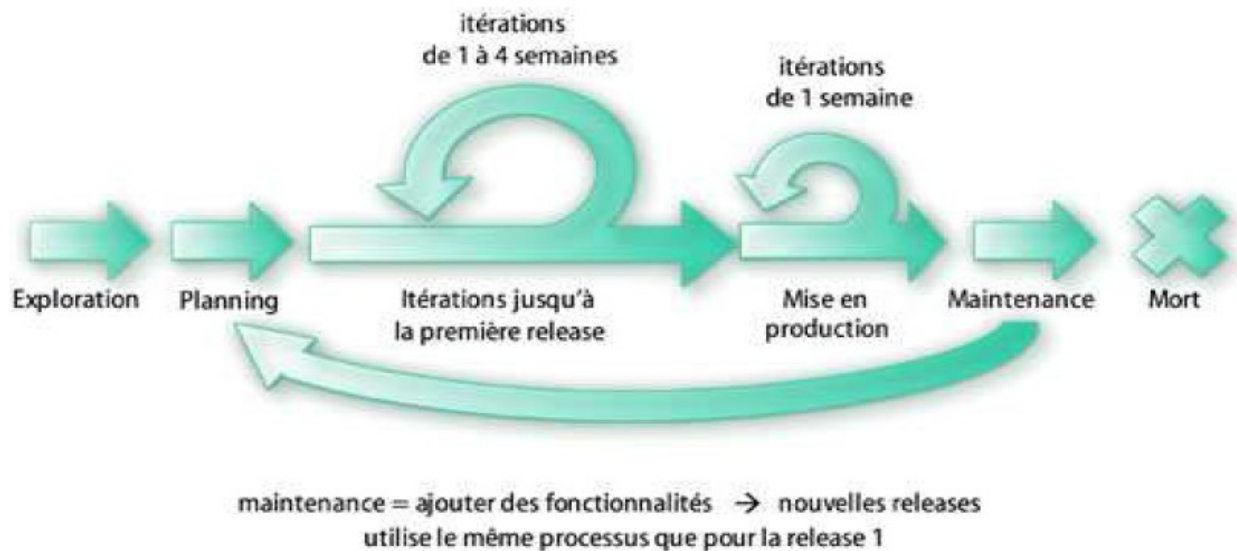 itérations
de 1 à 4 semaines
itérations
de 1 semaine
Exploration
Planning
Itérations jusqu'à
la première release
Mise en
production
Maintenance
Mort
maintenance = ajouter des fonctionnalités → nouvelles releases
utilise le même processus que pour la release 1